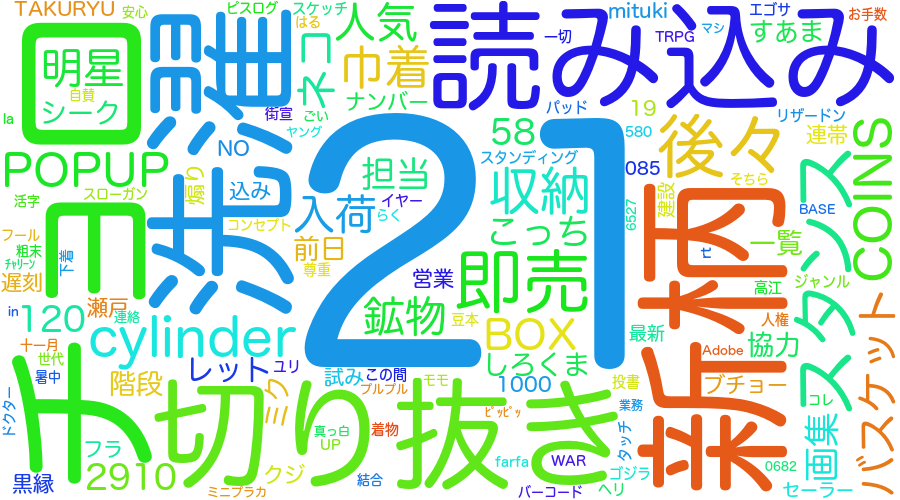 TAKURYU
安心
ビスログ
スケッチ
はる
人気
読み込み
mituki
エゴサ
お手数
一切
TRPG
マシ
すあま
回
明星
シーク
自賛
洗濯
ネコ
巾着
ナンバー
街宣
ごい
ヤング
パッド
19
リザードン
連帯
la
NO
21
58
580
085
後々
POPUP
煽り
込み
担当
スタンディング
収納
そちら
建設
スタンス
COINS
活字
スローガン
コンセプト
入荷
イヤー
らく
こっち
6527
BASE
フール
粗末
チャリーン
下着
チョ
前日
尊重
営業
即売
新柄
rt
一覧
ジャンル
遅刻
瀬戸
連絡
鉱物
豆本
高江
in
120
cylinder
BOX
最新
人権
協力
十一月
世代
暑中
レット
ユリ
試み
この間
しろくま
Adobe
バスケット
階段
ミク
プルプル
モモ
1000
投書
ブチョー
コレ
ドクター
切り抜き
ピッピッ
業務
画集
フラ
真っ白
UP
着物
タッチ
2910
クジ
farfa
WAR
ゴジラ
0682
黒縁
ミニプラカ
結合
バーコード
ヘリ
セーラー